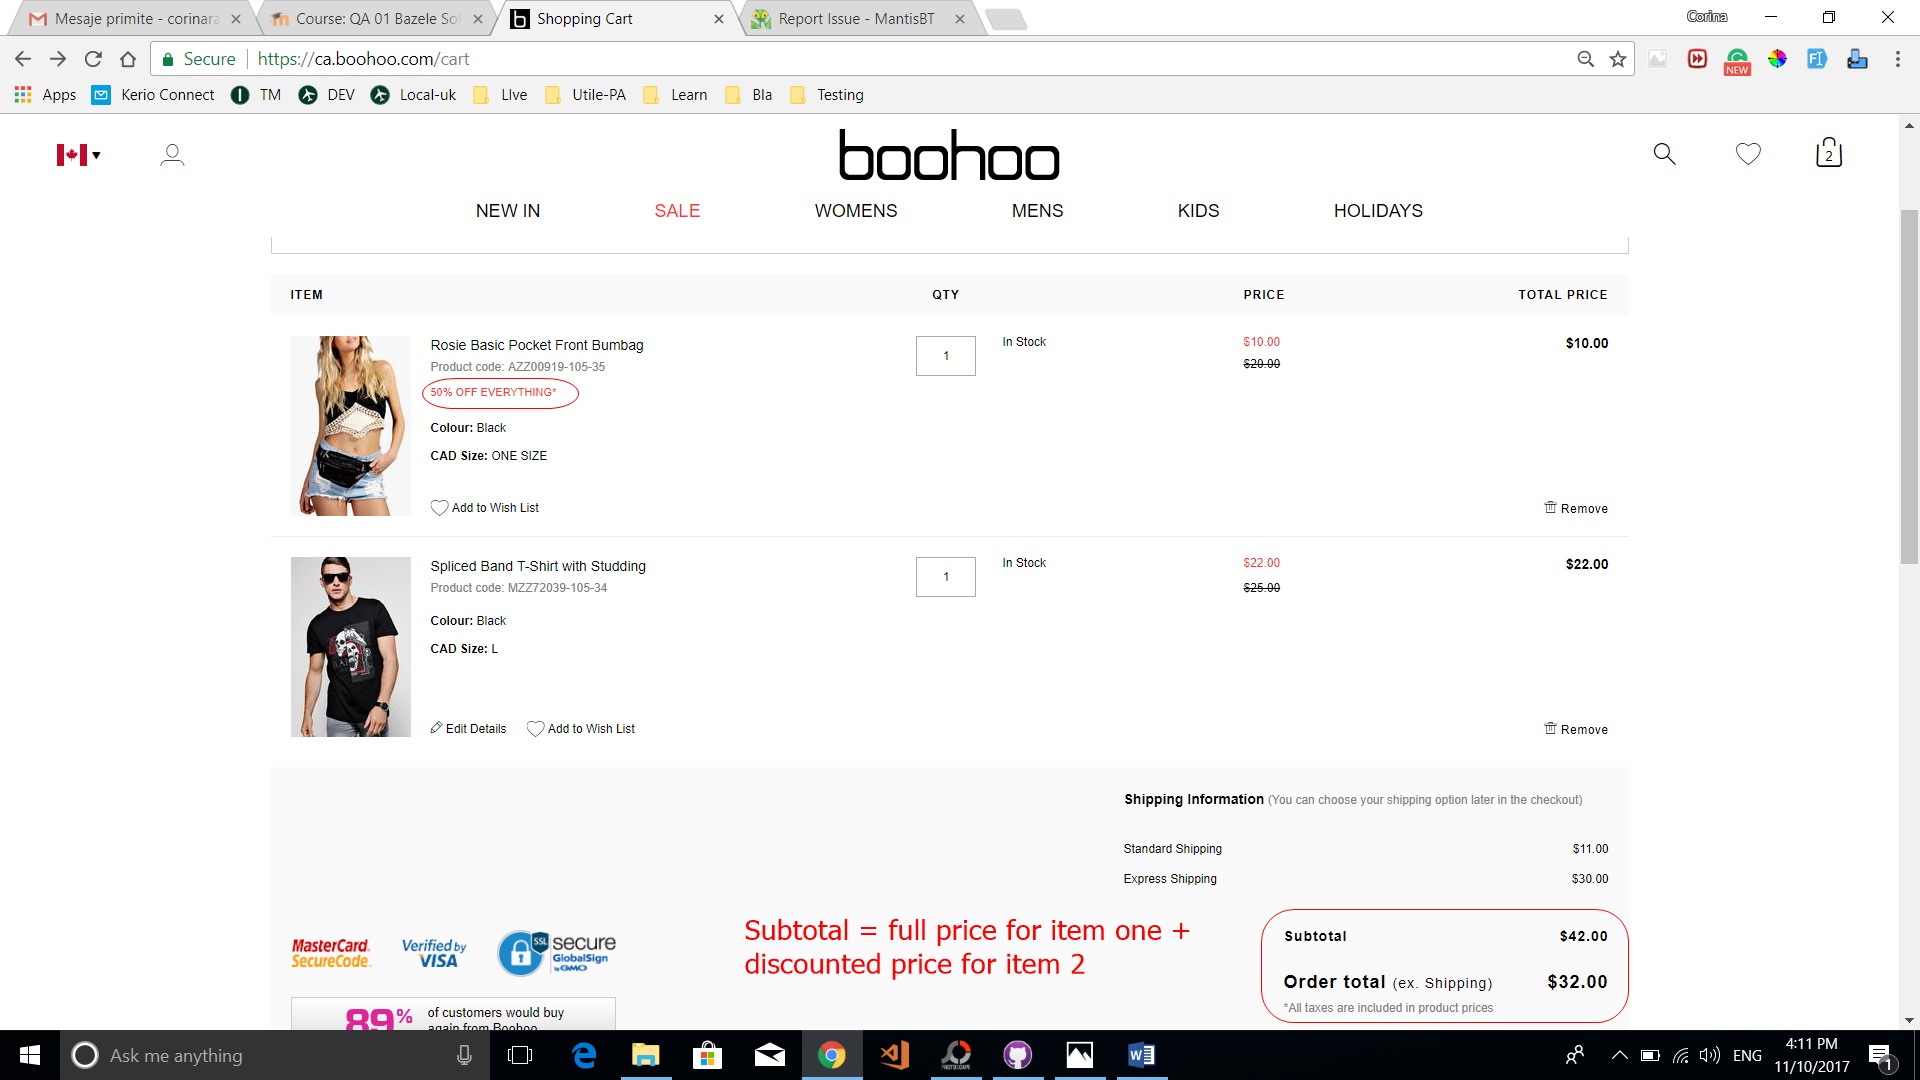 Mesaje primite - corinara
Course: QA 01 Bazele Sof
Shopping Cart
Report Issue - MantisBT
Corina
Secure
https://ca.boohoo.com/cart
NEW
Apps
Kerio Connect
TM
DEV
Local-uk
LIve
Utile-PA
Learn
Bla
Testing
boohoo
2
NEW IN
SALE
WOMENS
MENS
KIDS
HOLIDAYS
ITEM QTY PRICE TOTAL PRICE
Rosie Basic Pocket Front Bumbag
Product code: AZZ00919-105-35
50% OFF EVERYTHING*
Colour: Black
CAD Size: ONE SIZE
Add to Wish List
1
In Stock
$10.00
$20.00
$10.00
Remove
Spliced Band T-Shirt with Studding
Product code: MZZ72039-105-34
Colour: Black
CAD Size: L
Edit Details
Add to Wish List
1
In Stock
$22.00
$25.00
$22.00
Remove
Shipping Information (You can choose your shipping option later in the checkout)
Standard Shipping $11.00
Express Shipping $30.00
Subtotal = full price for item one +
discounted price for item 2
Subtotal $42.00
Order total (ex. Shipping) $32.00
*All taxes are included in product prices
MasterCard.
SecureCode.
Verified by
VISA
SSL
secure
GlobalSign
by GMO
89%
of customers would buy
again from Boohoo
Ask me anything
ENG
4:11 PM
11/10/2017
1